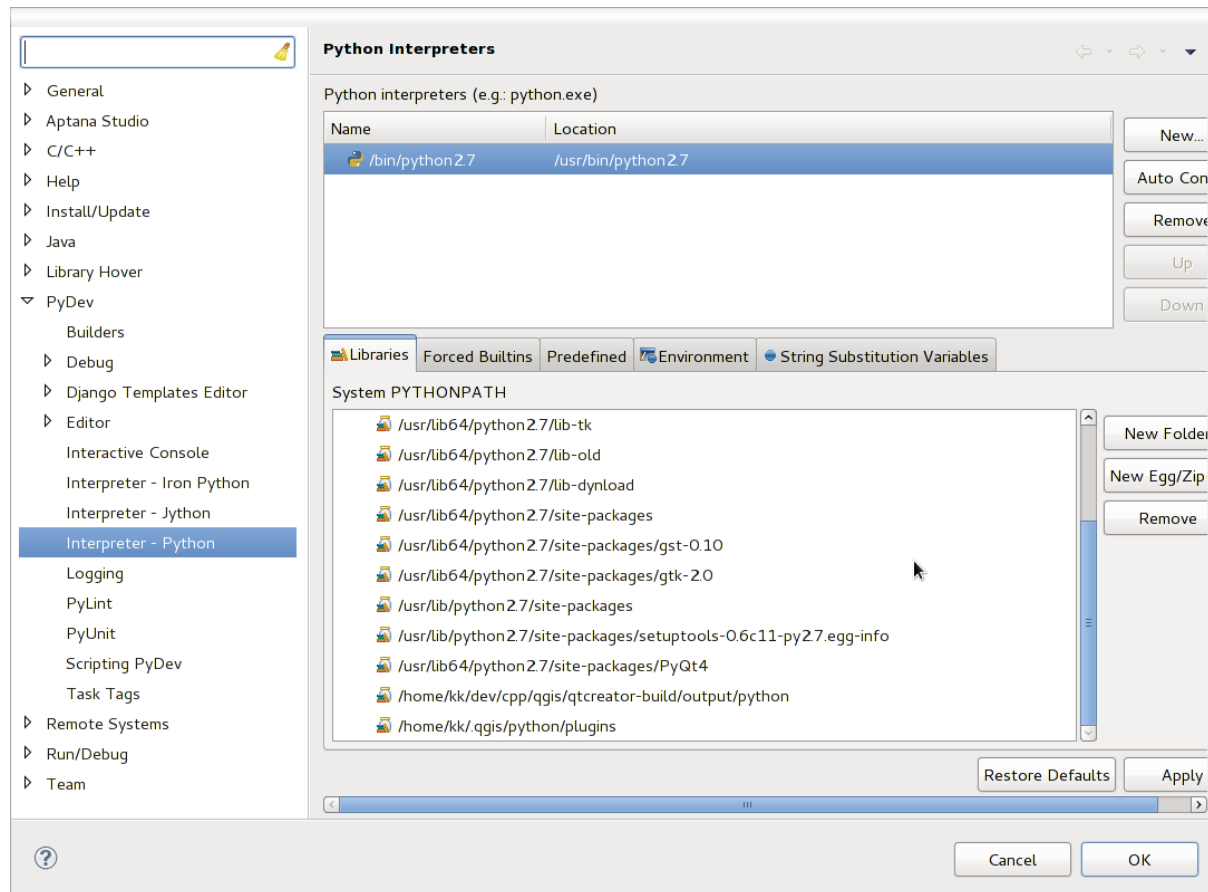 Python Interpreters
General
Aptana Studio
C/C++
Help
Install/Update
Java
Library Hover
PyDev
Builders
Debug
Django Templates Editor
Editor
Interactive Console
Interpreter - Iron Python
Interpreter - Jython
Interpreter - Python
Logging
PyLint
PyUnit
Scripting PyDev
Task Tags
Remote Systems
Run/Debug
Team
Python interpreters (e.g.: python.exe)
Name Location
/bin/python2.7 /usr/bin/python2.7
New...
Auto Con
Remove
Up
Down
Libraries Forced Builtins Predefined Environment String Substitution Variables
System PYTHONPATH
/usr/lib64/python2.7/lib-tk
/usr/lib64/python2.7/lib-old
/usr/lib64/python2.7/lib-dynload
/usr/lib64/python2.7/site-packages
/usr/lib64/python2.7/site-packages/gst-0.10
/usr/lib64/python2.7/site-packages/gtk-2.0
/usr/lib/python2.7/site-packages
/usr/lib/python2.7/site-packages/setuptools-0.6c11-py2.7.egg-info
/usr/lib64/python2.7/site-packages/PyQt4
/home/kk/dev/cpp/qgis/qtcreator-build/output/python
/home/kk/.qgis/python/plugins
New Folder
New Egg/Zip
Remove
Restore Defaults Apply
Cancel OK